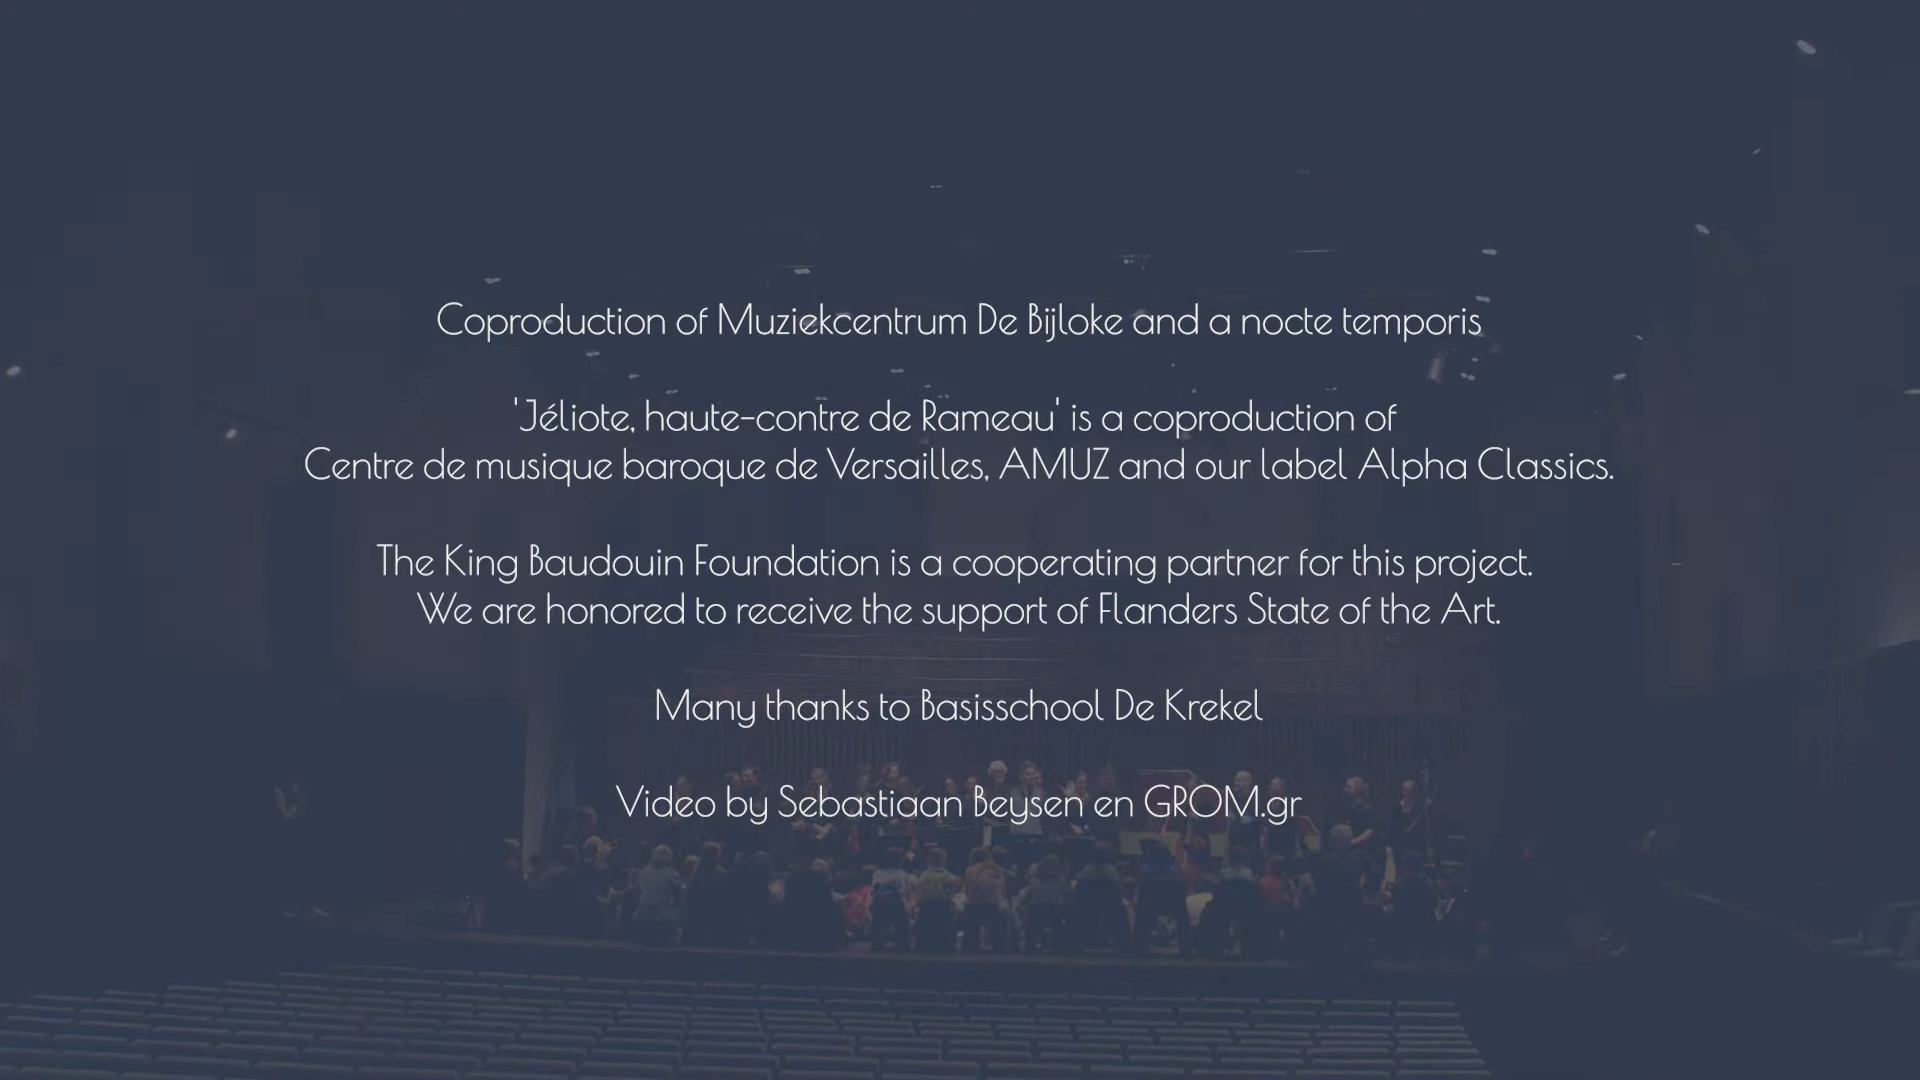 Coproduction of Muziekcentrum De Bijloke and a nocte temporis
'Jéliote, haute-contre de Rameau' is a coproduction of
Centre de musique baroque de Versailles, AMUZ and our label Alpha Classics.
The King Baudouin Foundation is a cooperating partner for this project.
We are honored to receive the support of Flanders State of the Art.
Many thanks to Basisschool De Krekel
Video by Sebastiaan Beysen en GROM.gr